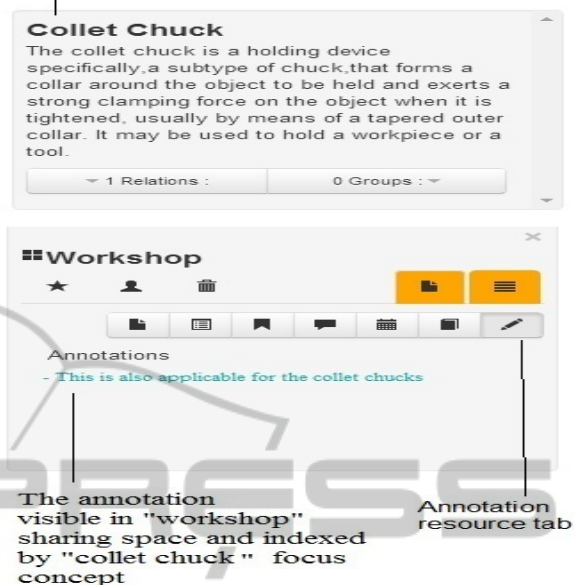 Collet Chuck
The collet chuck is a holding device
specifically,a subtype of chuck,that forms a
collar around the object to be held and exerts a
strong clamping force on the object when it is
tightened, usually by means of a tapered outer
collar. It may be used to hold a workpiece or a
tool.
1 Relations :
0 Groups :
Workshop
Annotations
- This is also applicable for the collet chucks
The annotation
visible in "workshop"
sharing space and indexed
by "collet chuck " focus
concept
Annotation
resource tab
PRESS